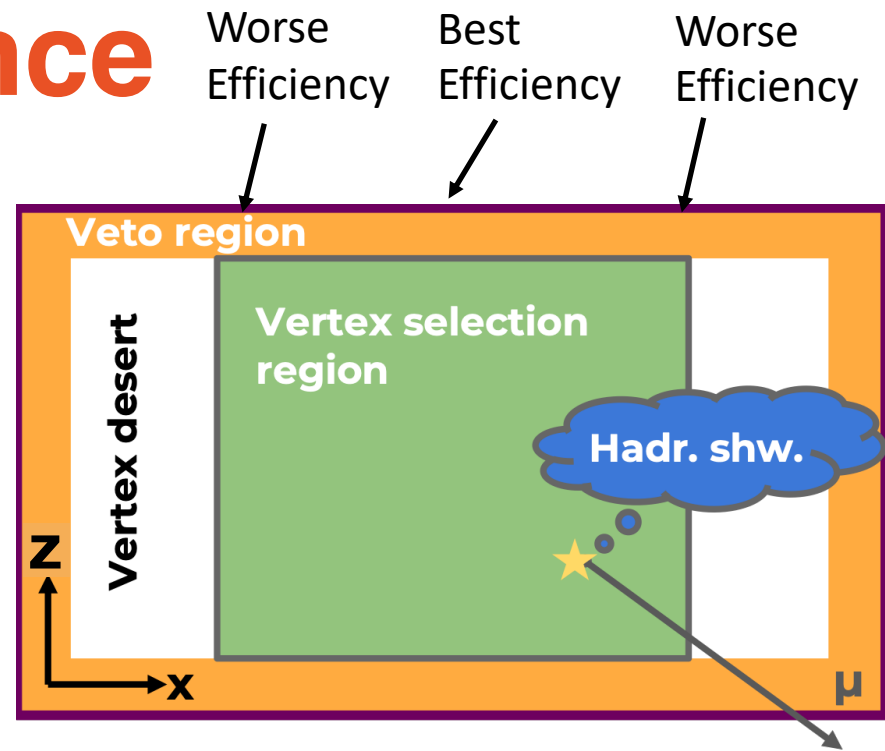 nce
Worse
Efficiency
Best
Efficiency
Worse
Efficiency
Veto region
Vertex desert
Vertex selection
region
Hadr. shw.
Z
x
μ